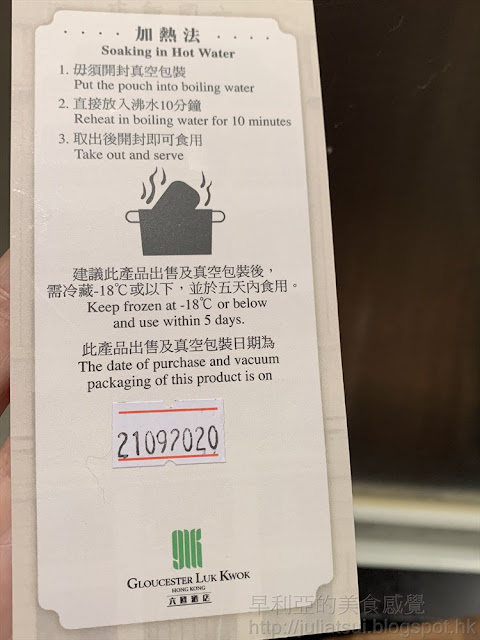 加熱法
Soaking in Hot Water
1. 毋須開封真空包裝
Put the pouch into boiling water
2. 直接放入沸水10分鐘
Reheat in boiling water for 10 minutes
3. 取出後開封即可食用
Take out and serve
建議此產品出售及真空包裝後，
需冷藏-18℃或以下，並於五天內食用。
Keep frozen at -18℃ or below
and use within 5 days.
此產品出售及真空包裝日期為
The date of purchase and vacuum
packaging of this product is on
21092020
GLOUCESTER LUK KWOK
HONG KONG
六國酒店
早利亞的美食感覺
http://juliatsui.blogspot.hk